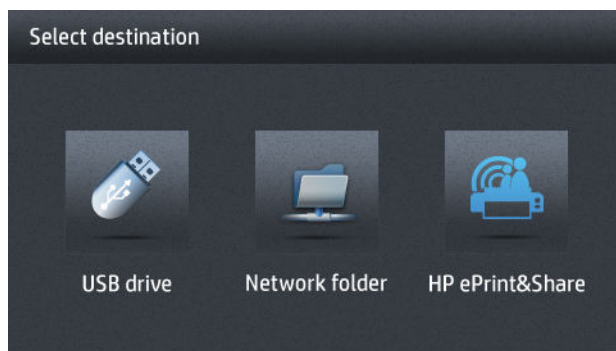 Select destination
USB drive
Network folder
HP ePrint&Share